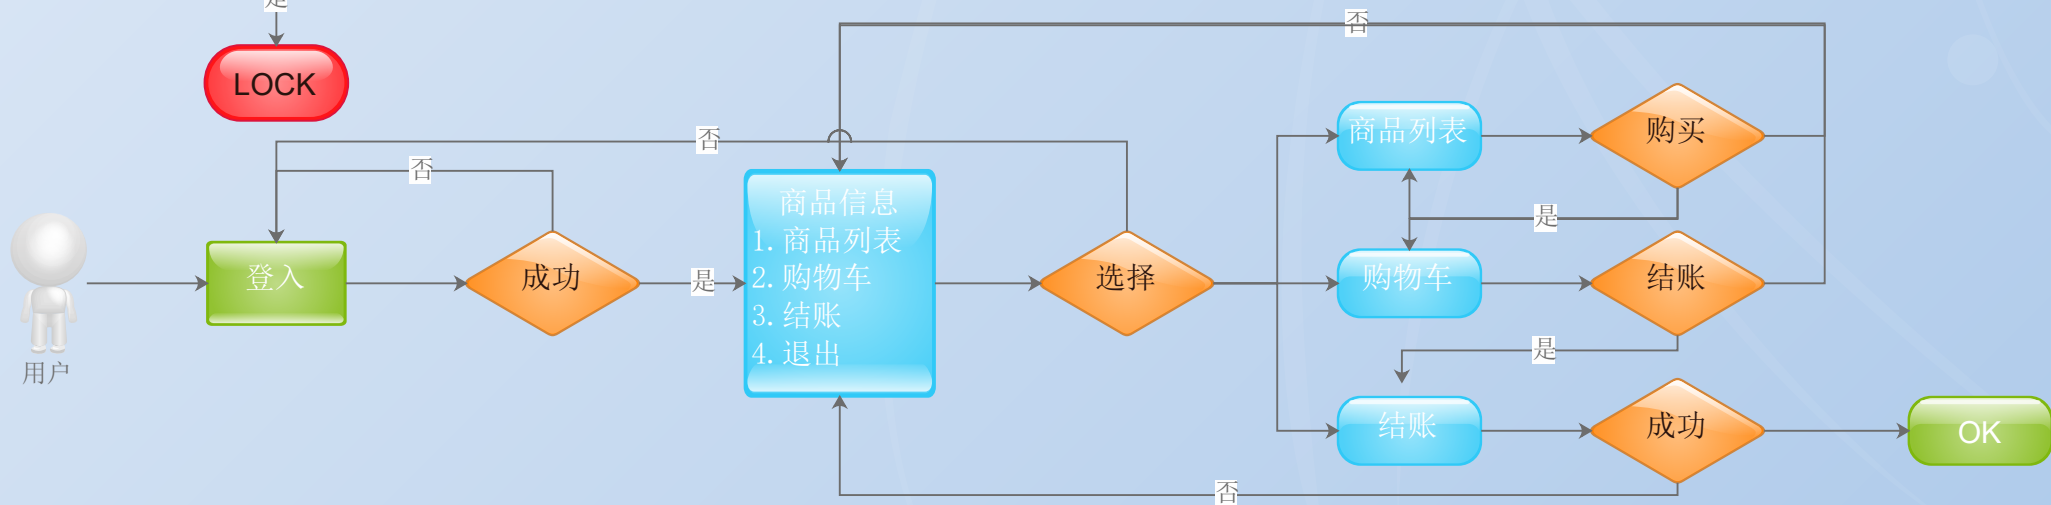 是
LOCK
否
否
否
商品列表
购买
商品信息
1.商品列表
2.购物车
3.结账
4.退出
是
登入
成功
是
选择
购物车
结账
用户
是
结账
成功
OK
否